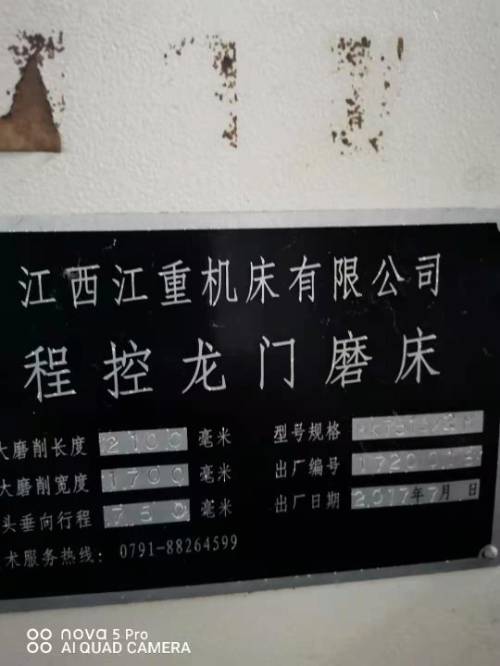 江西江重机床有限公司
程控龙门磨床
大磨削长度 2100 毫米
型号规格
大磨削宽度 1700 毫米
出厂编号
头垂向行程 750 毫米
出厂日期 2017年7月 日
术服务热线: 0791-88264599
nova 5 Pro
AI QUAD CAMERA